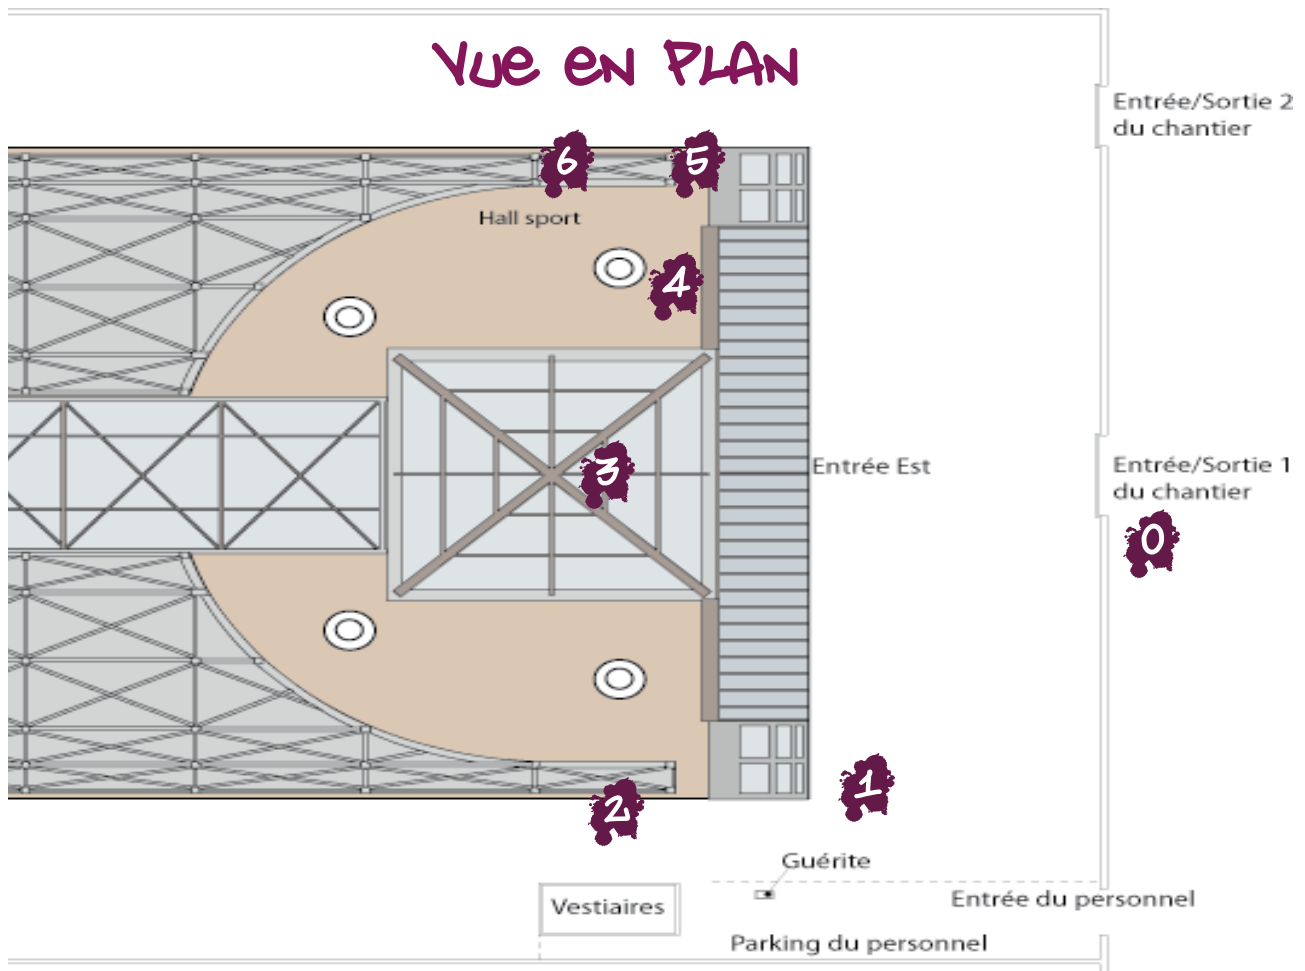 VUE EN PLAN
Entrée/Sortie 2
du chantier
6
5
Hall sport
4
3
Entrée Est
Entrée/Sortie 1
du chantier
0
1
2
Guérite
Vestiaires
Entrée du personnel
Parking du personnel